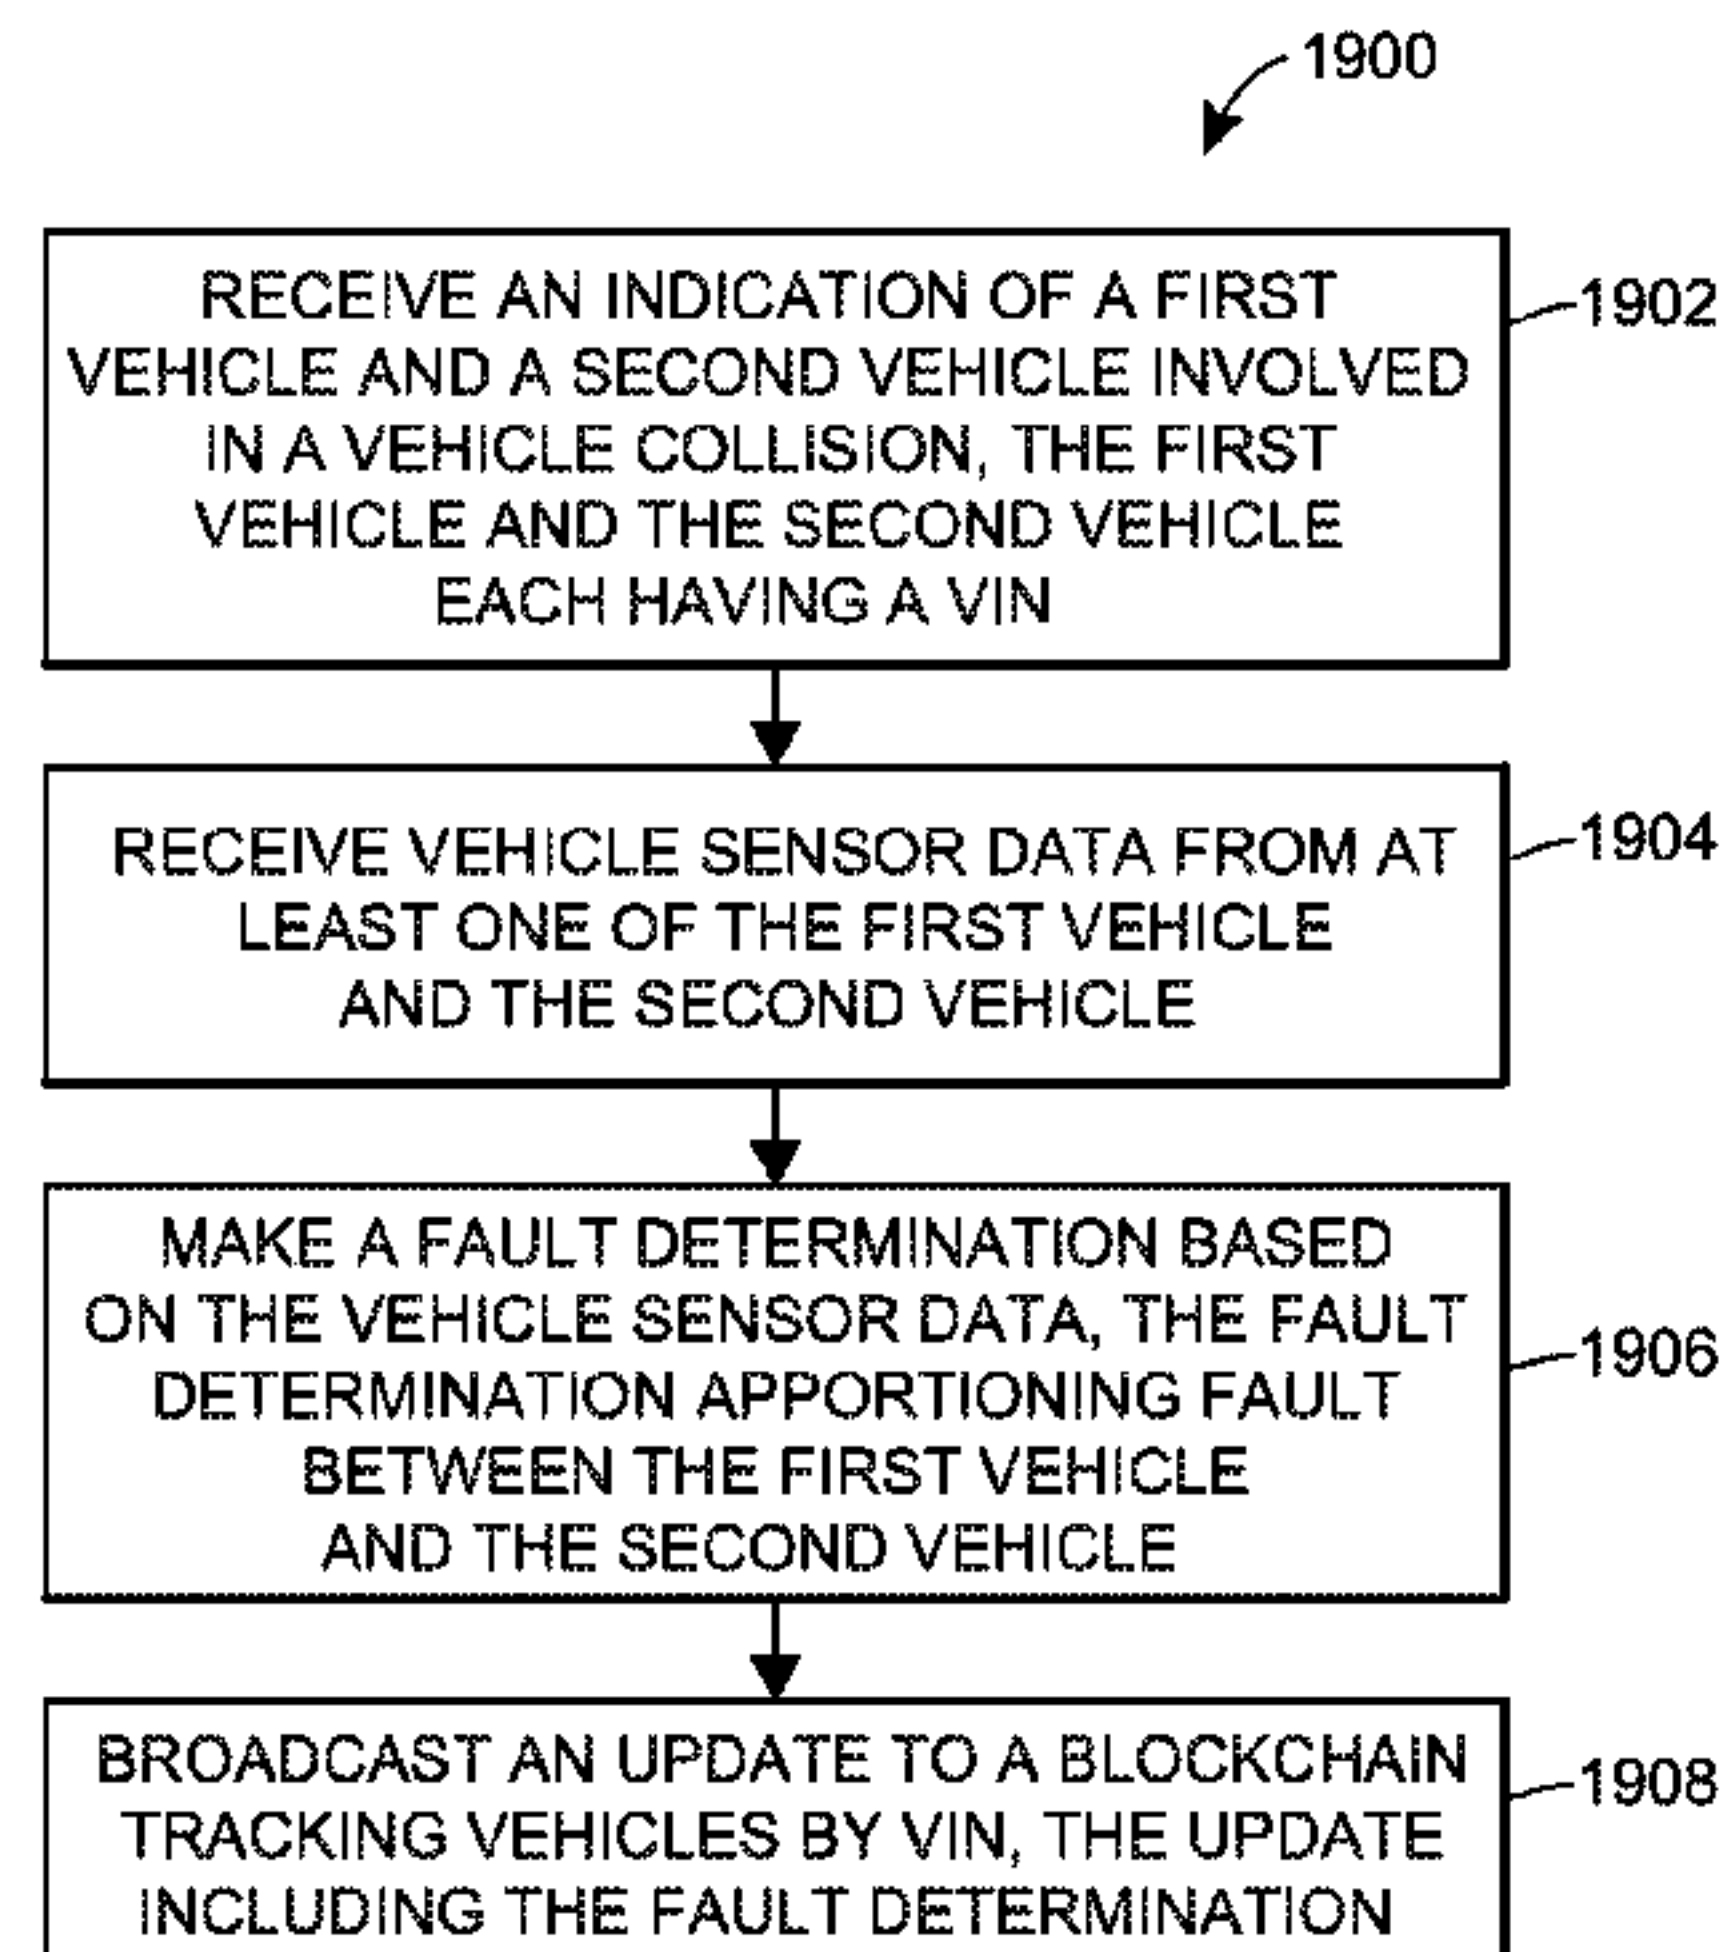 1900
RECEIVE AN INDICATION OF A FIRST
VEHICLE AND A SECOND VEHICLE INVOLVED
IN A VEHICLE COLLISION, THE FIRST
VEHICLE AND THE SECOND VEHICLE
EACH HAVING A VIN
1902
RECEIVE VEHICLE SENSOR DATA FROM AT
LEAST ONE OF THE FIRST VEHICLE
AND THE SECOND VEHICLE
1904
MAKE A FAULT DETERMINATION BASED
ON THE VEHICLE SENSOR DATA, THE FAULT
DETERMINATION APPORTIONING FAULT
BETWEEN THE FIRST VEHICLE
AND THE SECOND VEHICLE
1906
BROADCAST AN UPDATE TO A BLOCKCHAIN
TRACKING VEHICLES BY VIN, THE UPDATE
INCLUDING THE FAULT DETERMINATION
1908